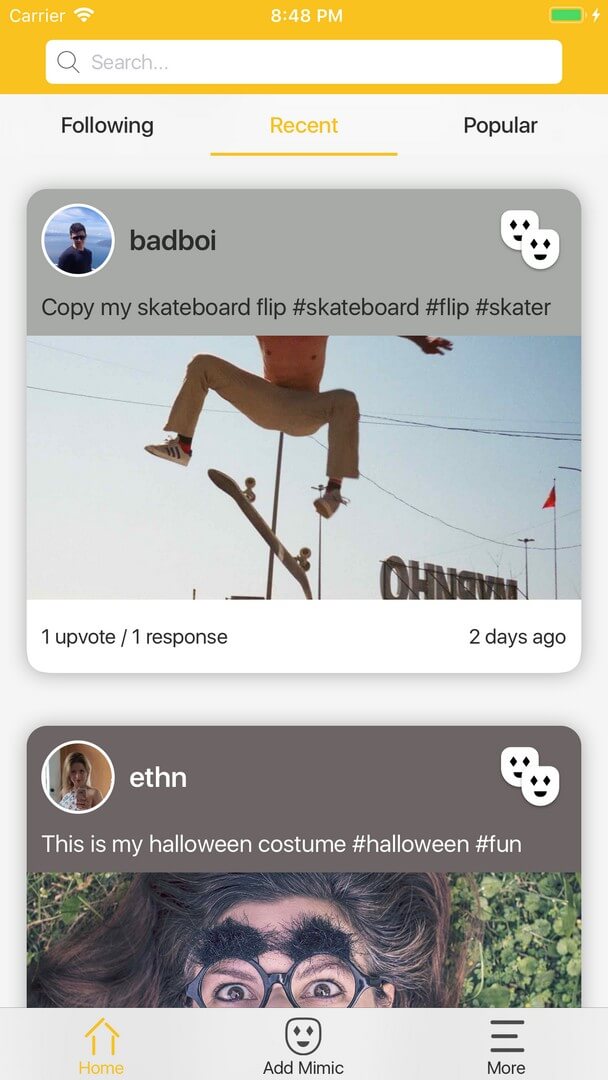 Carrier 8:48 PM
Search...
Following Recent Popular
badboi
Copy my skateboard flip #skateboard #flip #skater
1 upvote / 1 response 2 days ago
ethn
This is my halloween costume #halloween #fun
Home Add Mimic More